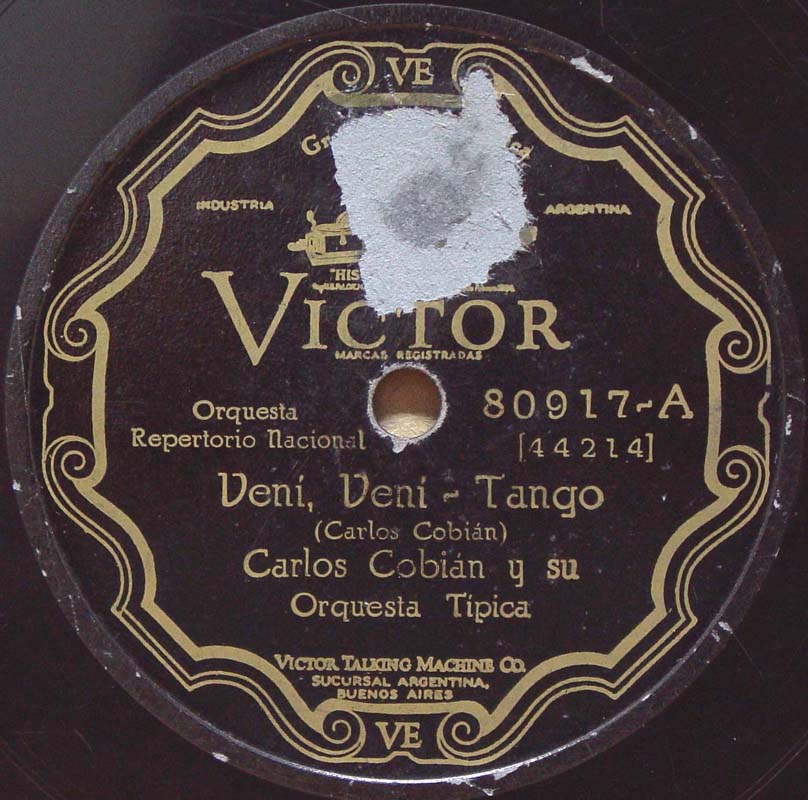 VE
INDUSTRIA ARGENTINA
"HIS
VICTOR
MARCAS REGISTRADAS
Orquesta
Repertorio Nacional
80917-A
[44214]
Vení, Vení - Tango
(Carlos Cobián)
Carlos Cobián y su
Orquesta Típica
VICTOR TALKING MACHINE CO.
SUCURSAL ARGENTINA,
BUENOS AIRES
VE